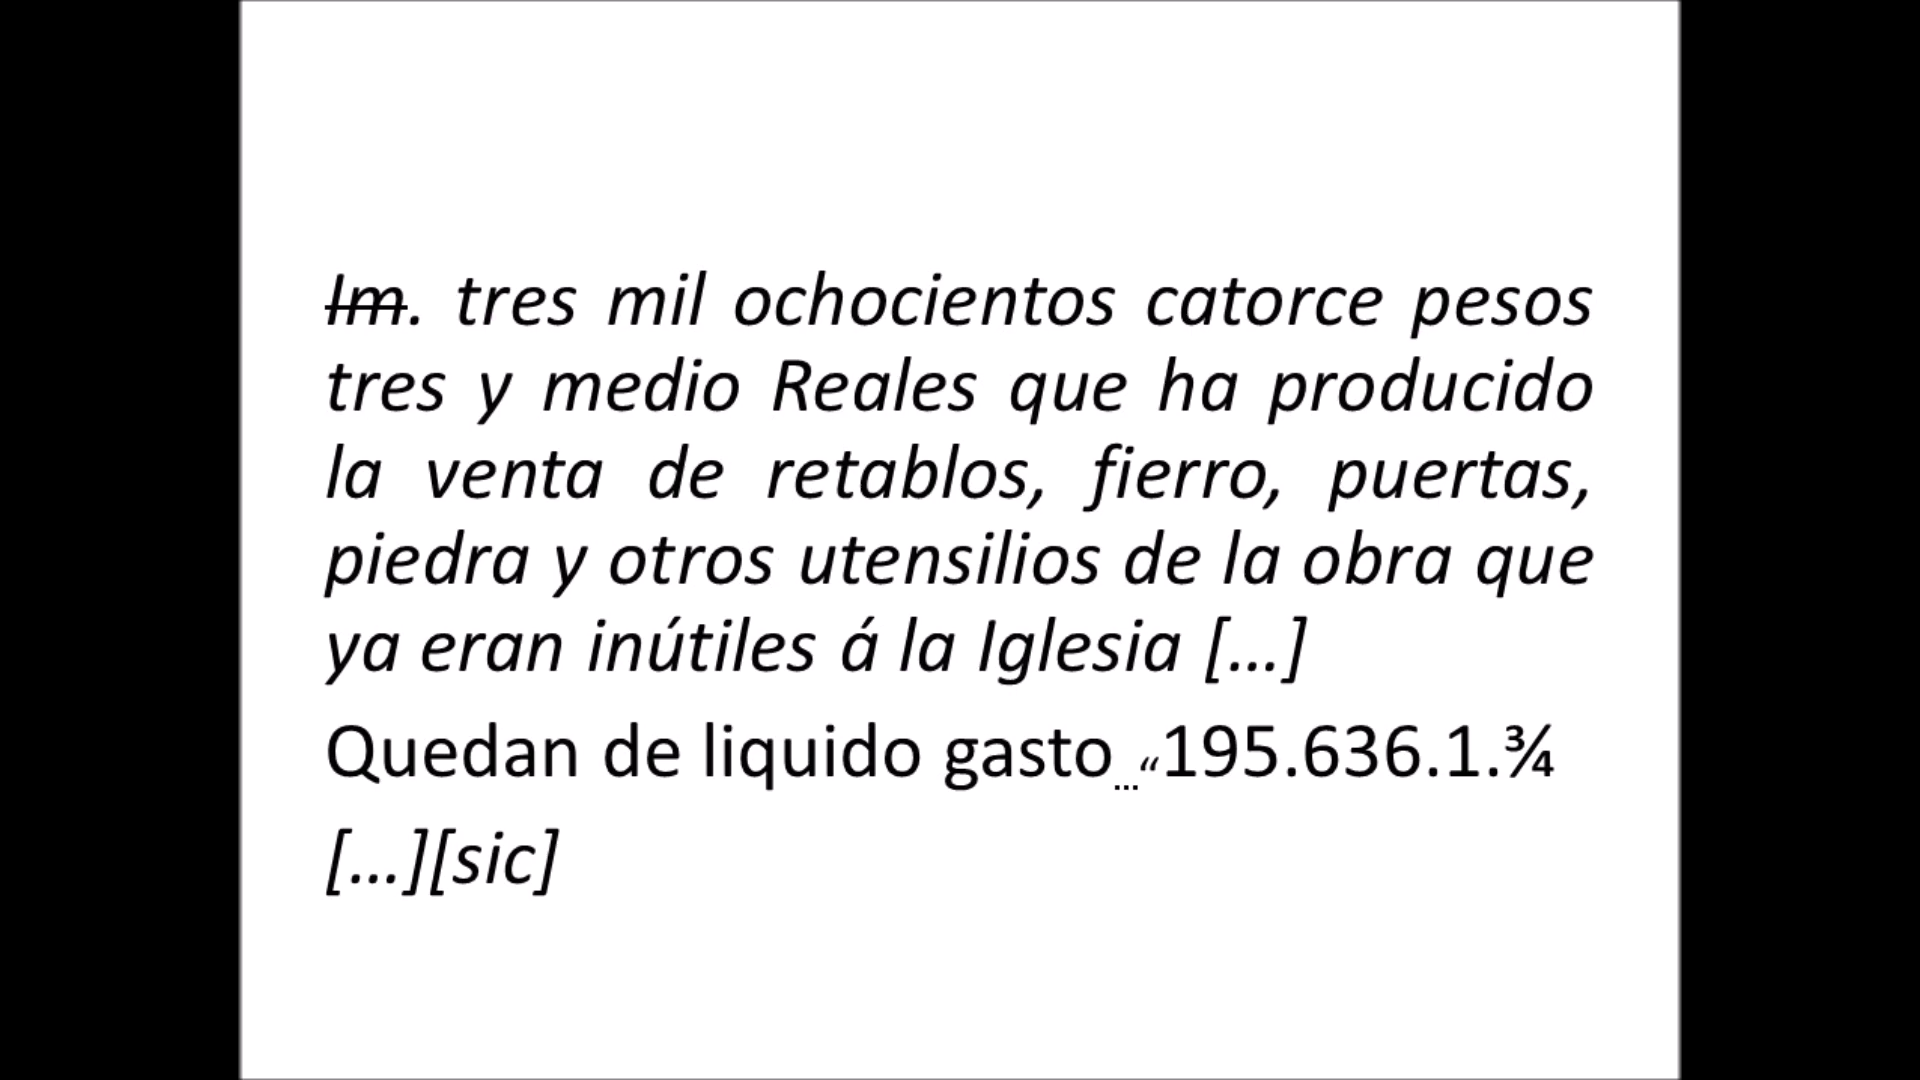 Im. tres mil ochocientos catorce pesos
tres y medio Reales que ha producido
la venta de retablos, fierro, puertas,
piedra y otros utensilios de la obra que
ya eran inútiles á la Iglesia […]
Quedan de liquido gasto…“195.636.1.¾
[…][sic]